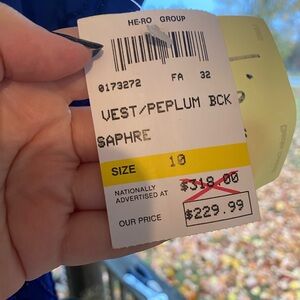 HE-RO GROUP
0173272 FA 32
VEST/PEPLUM BCK
SAPHRE
SIZE 10
NATIONALLY
ADVERTISED AT $318.00
OUR PRICE $229.99